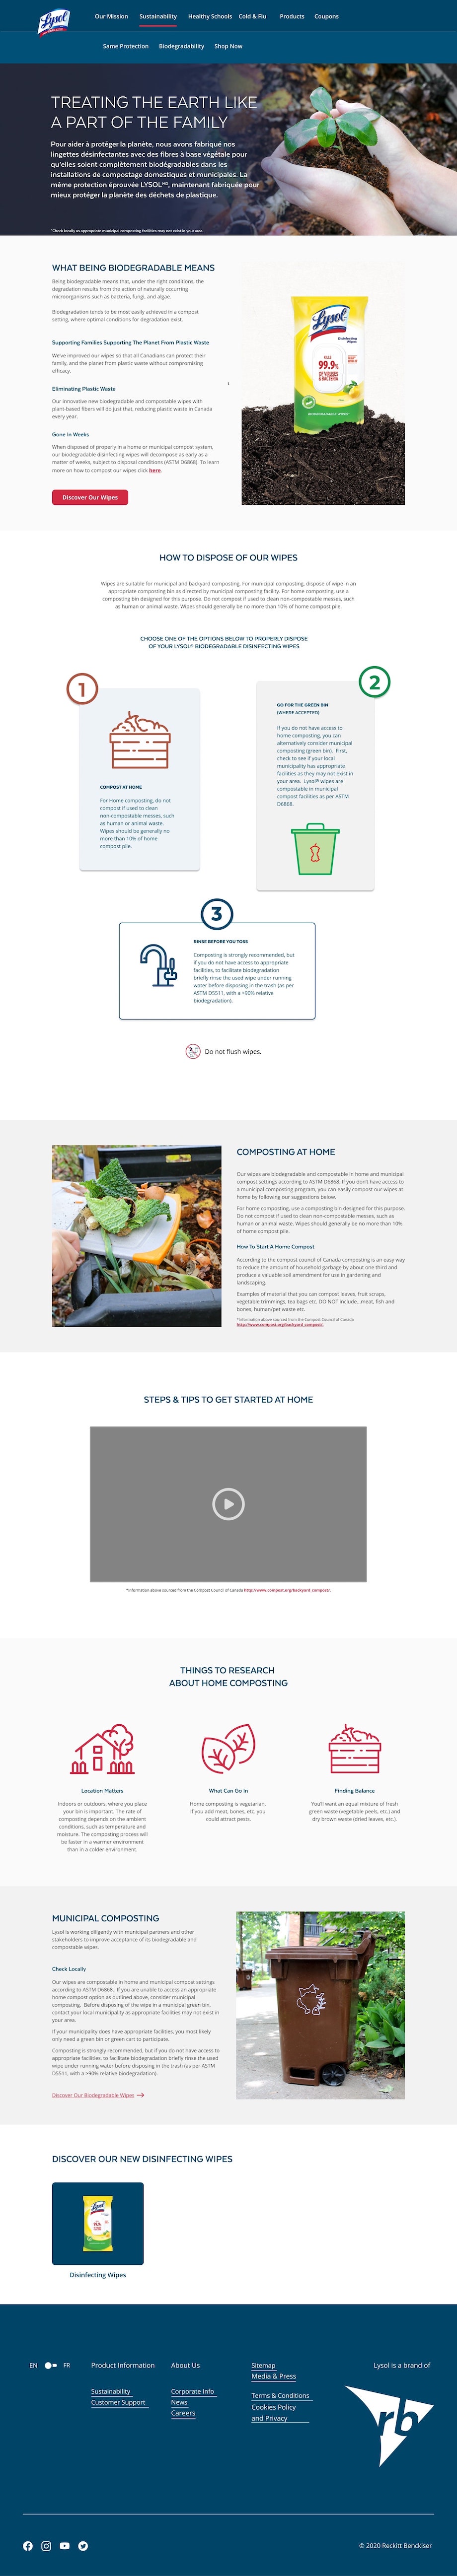 Lysol
Our Mission
Sustainability
Healthy Schools
Cold & Flu
Products
Coupons
Same Protection
Biodegradability
Shop Now
TREATING THE EARTH LIKE
A PART OF THE FAMILY
Pour aider à protéger la planète, nous avons fabriqué nos
lingettes désinfectantes avec des fibres à base végétale pour
qu'elles soient complètement biodégradables dans les
installations de compostage domestiques et municipales. La
même protection éprouvée LYSOL
, maintenant fabriquée pour
mieux protéger la planète des déchets de plastique.
*Check locally as appropriate municipal composting facilities may not exist in your area
WHAT BEING BIODEGRADABLE MEANS
Being biodegradable means that, under the right conditions, the
degradation results from the action of naturally occurring
microorganisms such as bacteria, fungi, and algae.
Biodegradation tends to be most easily achieved in a compost
setting, where optimal conditions for degradation exist.
Supporting Families Supporting The Planet From Plastic Waste
We've improved our wipes so that all Canadians can protect their
family, and the planet from plastic waste without compromising
efficacy.
Eliminating Plastic Waste
Our innovative new biodegradable and compostable wipes with
plant-based fibers will do just that, reducing plastic waste in Canada
every year.
Gone In Weeks
When disposed of properly in a home or municipal compost system,
our biodegradable disinfecting wipes will decompose as early as a
matter of weeks, subject to disposal conditions (ASTM D6868). To learn
more on how to compost our wipes click here.
Discover Our Wipes
Lysol
Disinfecting
Wipes
KILLS
99.9%
OF VIRUSES
& BACTERIA
BIODEGRADABLE WIPES
HOW TO DISPOSE OF OUR WIPES
Wipes are suitable for municipal and backyard composting. For municipal composting, dispose of wipe in an
appropriate composting bin as directed by municipal composting facility. For home composting, use a
composting bin designed for this purpose. Do not compost if used to clean non-compostable messes, such
as human or animal waste. Wipes should generally be no more than 10% of home compost pile.
CHOOSE ONE OF THE OPTIONS BELOW TO PROPERLY DISPOSE
OF YOUR LYSOL® BIODEGRADABLE DISINFECTING WIPES
1
COMPOST AT HOME
For Home composting, do not
compost if used to clean
non-compostable messes, such
as human or animal waste.
Wipes should be generally no
more than 10% of home
compost pile.
2
GO FOR THE GREEN BIN
(WHERE ACCEPTED)
If you do not have access to
home composting, you can
alternatively consider municipal
composting (green bin). First,
check to see if your local
municipality has appropriate
facilities as they may not exist in
your area. Lysol® wipes are
compostable in municipal
compost facilities as per ASTM
D6868.
3
RINSE BEFORE YOU TOSS
Composting is strongly recommended, but
if you do not have access to appropriate
facilities, to facilitate biodegradation
briefly rinse the used wipe under running
water before disposing in the trash (as per
ASTM D5511, with a >90% relative
biodegradation).
Do not flush wipes.
COMPOSTING AT HOME
Our wipes are biodegradable and compostable in home and municipal
compost settings according to ASTM D6868. If you don't have access to
a municipal composting program, you can easily compost our wipes at
home by following our suggestions below.
For home composting, use a composting bin designed for this purpose.
Do not compost if used to clean non-compostable messes, such as
human or animal waste. Wipes should generally be no more than 10%
of home compost pile.
How To Start A Home Compost
According to the compost council of Canada composting is an easy way
to reduce the amount of household garbage by about one third and
produce a valuable soil amendment for use in gardening and
landscaping.
Examples of material that you can compost leaves, fruit scraps,
vegetable trimmings, tea bags etc. DO NOT include...meat, fish and
bones, human/pet waste etc.
*Information above sourced from the Compost Council of Canada
http://www.compost.org/backyard_compost/.
STEPS & TIPS TO GET STARTED AT HOME
*Information above sourced from the Compost Council of Canada http://www.compost.org/backyard_compost/.
THINGS TO RESEARCH
ABOUT HOME COMPOSTING
Location Matters
Indoors or outdoors, where you place
your bin is important. The rate of
composting depends on the ambient
conditions, such as temperature and
moisture. The composting process will
be faster in a warmer environment
than in a colder environment.
What Can Go In
Home composting is vegetarian.
If you add meat, bones, etc. you
could attract pests.
Finding Balance
You'll want an equal mixture of fresh
green waste (vegetable peels, etc.) and
dry brown waste (dried leaves, etc.).
MUNICIPAL COMPOSTING
Lysol is working diligently with municipal partners and other
stakeholders to improve acceptance of its biodegradable and
compostable wipes.
Check Locally
Our wipes are compostable in home and municipal compost settings
according to ASTM D6868. If you are unable to access an appropriate
home compost option as outlined above, consider municipal
composting. Before disposing of the wipe in a municipal green bin,
contact your local municipality as appropriate facilities may not exist in
your area.
If your municipality does have appropriate facilities, you most likely
only need a green bin or green cart to participate.
Composting is strongly recommended, but if you do not have access to
appropriate facilities, to facilitate biodegradation briefly rinse the used
wipe under running water before disposing in the trash (as per ASTM
D5511, with a >90% relative biodegradation).
Discover Our Biodegradable Wipes
DISCOVER OUR NEW DISINFECTING WIPES
Lysol
Disinfecting Wipes
EN
FR
Product Information
About Us
Sitemap
Media & Press
Lysol is a brand of
Sustainability
Customer Support
Corporate Info
News
Careers
Terms & Conditions
Cookies Policy
and Privacy
rb
© 2020 Reckitt Benckiser